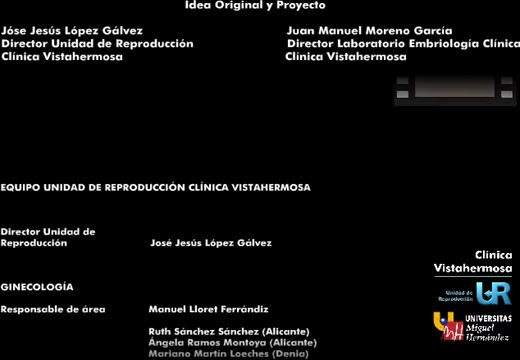 Idea Original y Proyecto
Jóse Jesús López Gálvez
Director Unidad de Reproducción
Clínica Vistahermosa
Juan Manuel Moreno García
Director Laboratorio Embriología Clínica
Clínica Vistahermosa
EQUIPO UNIDAD DE REPRODUCCIÓN CLÍNICA VISTAHERMOSA
Director Unidad de
Reproducción
José Jesús López Gálvez
GINECOLOGÍA
Responsable de área
Manuel Lloret Ferrándiz
Ruth Sánchez Sánchez (Alicante)
Ángela Ramos Montoya (Alicante)
Mariano Martín Loeches (Denia)
Clínica
Vistahermosa
Unidad de
Reproducción
UR
UNIVERSITAS
Miguel
Hernández